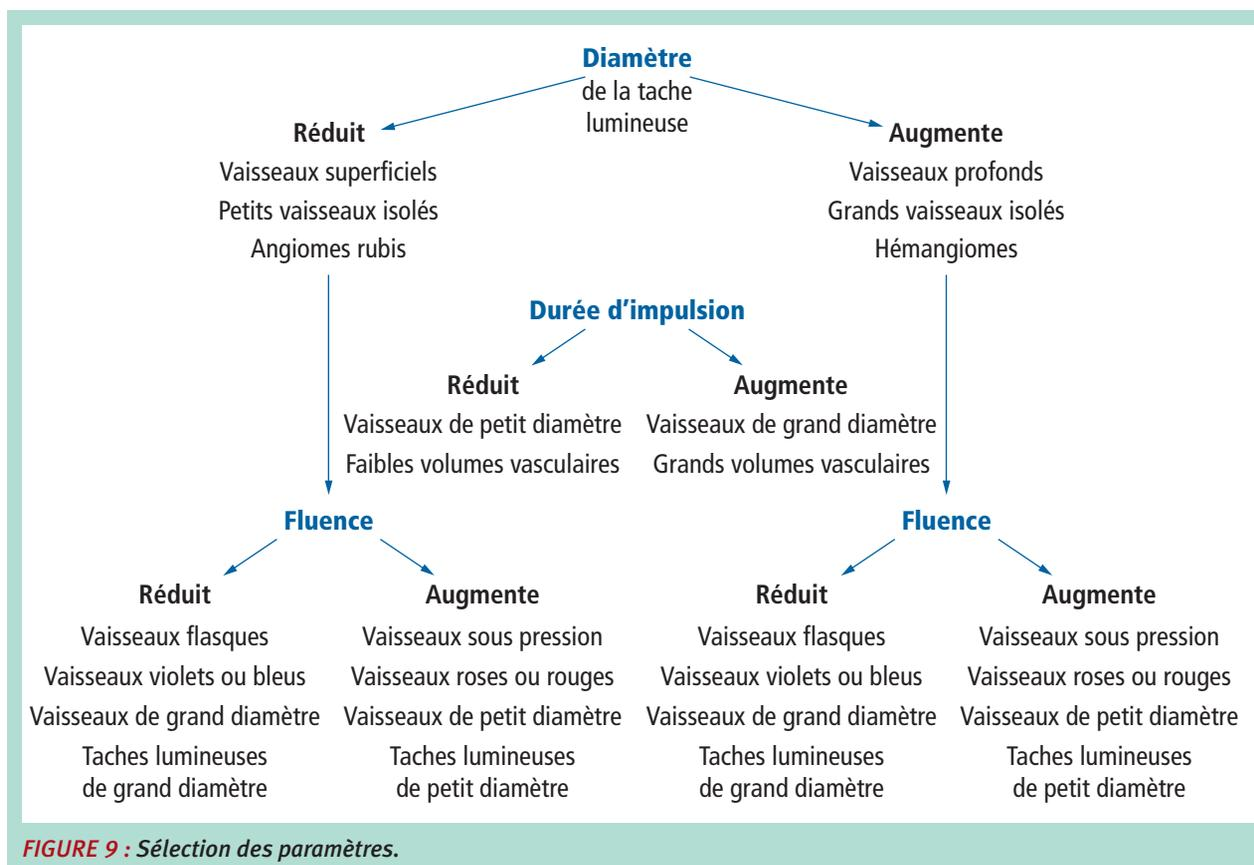 Diamètre
de la tache
lumineuse
Réduit
Vaisseaux superficiels
Petits vaisseaux isolés
Angiomes rubis
Augmente
Vaisseaux profonds
Grands vaisseaux isolés
Hémangiomes
Durée d’impulsion
Réduit
Vaisseaux de petit diamètre
Faibles volumes vasculaires
Augmente
Vaisseaux de grand diamètre
Grands volumes vasculaires
Fluence
Réduit
Vaisseaux flasques
Vaisseaux violets ou bleus
Vaisseaux de grand diamètre
Taches lumineuses
de grand diamètre
Augmente
Vaisseaux sous pression
Vaisseaux roses ou rouges
Vaisseaux de petit diamètre
Taches lumineuses
de petit diamètre
Fluence
Réduit
Vaisseaux flasques
Vaisseaux violets ou bleus
Vaisseaux de grand diamètre
Taches lumineuses
de grand diamètre
Augmente
Vaisseaux sous pression
Vaisseaux roses ou rouges
Vaisseaux de petit diamètre
Taches lumineuses
de petit diamètre
FIGURE 9 : Sélection des paramètres.